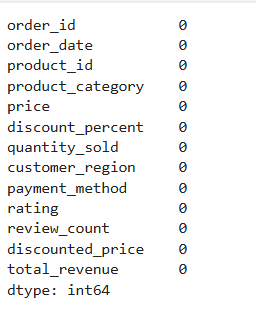 order_id 0
order_date 0
product_id 0
product_category 0
price 0
discount_percent 0
quantity_sold 0
customer_region 0
payment_method 0
rating 0
review_count 0
discounted_price 0
total_revenue 0
dtype: int64